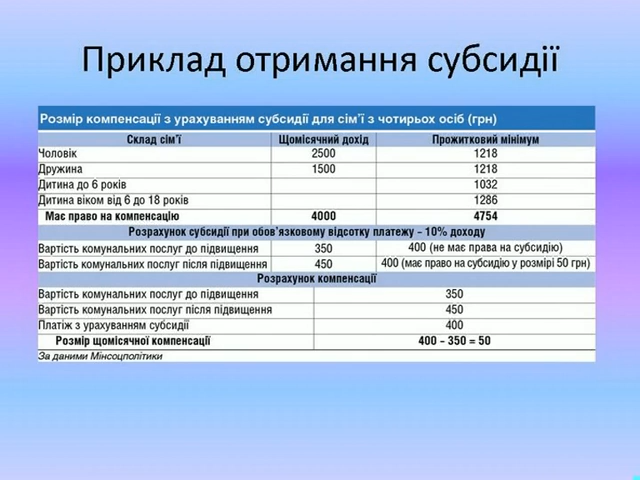 Приклад отримання субсидії
Розмір компенсації з урахуванням субсидії для сім’ї з чотирьох осіб (грн)
Склад сім’ї Щомісячний дохід Прожитковий мінімум
Чоловік 2500 1218
Дружина 1500 1218
Дитина до 6 років 1032
Дитина віком від 6 до 18 років 1286
Має право на компенсацію 4000 4754
Розрахунок субсидії при обов’язковому відсотку платежу – 10% доходу
Вартість комунальних послуг до підвищення 350 400 (не має права на субсидію)
Вартість комунальних послуг після підвищення 450 400 (має право на субсидію у розмірі 50 грн)
Розрахунок компенсації
Вартість комунальних послуг до підвищення 350
Вартість комунальних послуг після підвищення 450
Платіж з урахуванням субсидії 400
Розмір щомісячної компенсації 400 – 350 = 50
За даними Мінсоцполітики